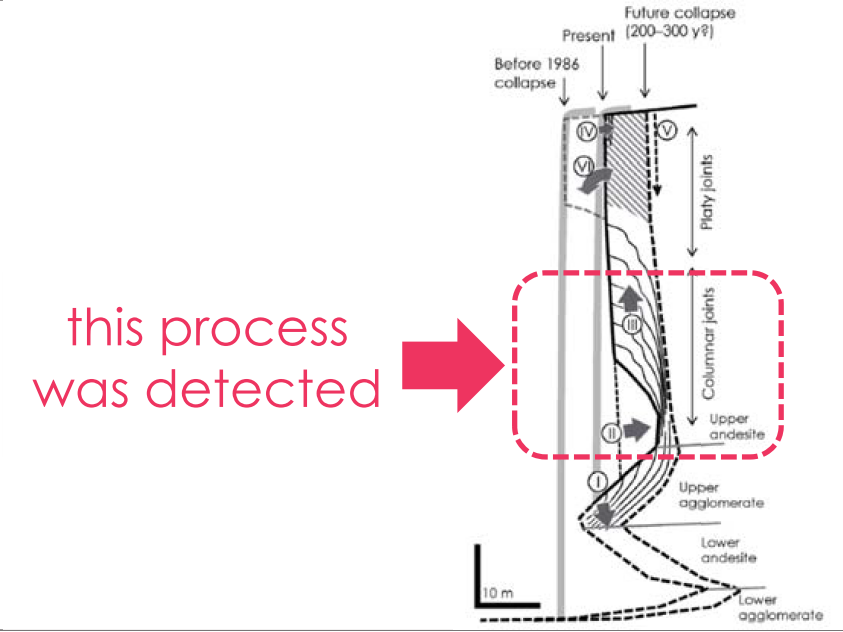 Future collapse
(200–300 y?)
Present
Before 1986
collapse
IV
V
VI
Platy joints
this process
was detected
III
Columnar joints
II
Upper
andesite
I
Upper
agglomerate
Lower
andesite
10 m
Lower
agglomerate